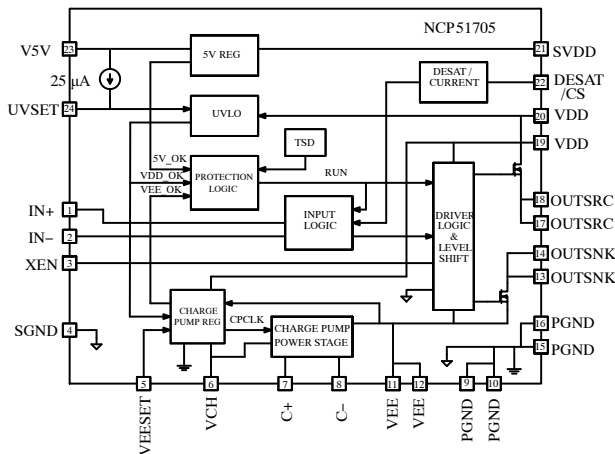 NCP51705
V5V
23
5V REG
21
SVDD
25 µA
DESAT /
CURRENT
22
DESAT
/CS
UVSET
24
UVLO
20
VDD
TSD
19
VDD
5V_OK
VDD_OK
VEE_OK
PROTECTION
LOGIC
RUN
18
OUTSRC
17
OUTSRC
IN+
1
INPUT
LOGIC
DRIVER
LOGIC
&
LEVEL
SHIFT
IN−
2
14
OUTSNK
XEN
3
13
OUTSNK
CHARGE
PUMP REG
CPCLK
CHARGE PUMP
POWER STAGE
16
PGND
SGND
4
15
PGND
5
6
7
8
11
12
9
10
VEESET
VCH
C+
C−
VEE
VEE
PGND
PGND